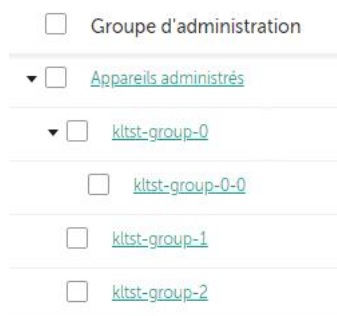 Groupe d'administration
Appareils administrés
kltst-group-0
kltst-group-0-0
kltst-group-1
kltst-group-2